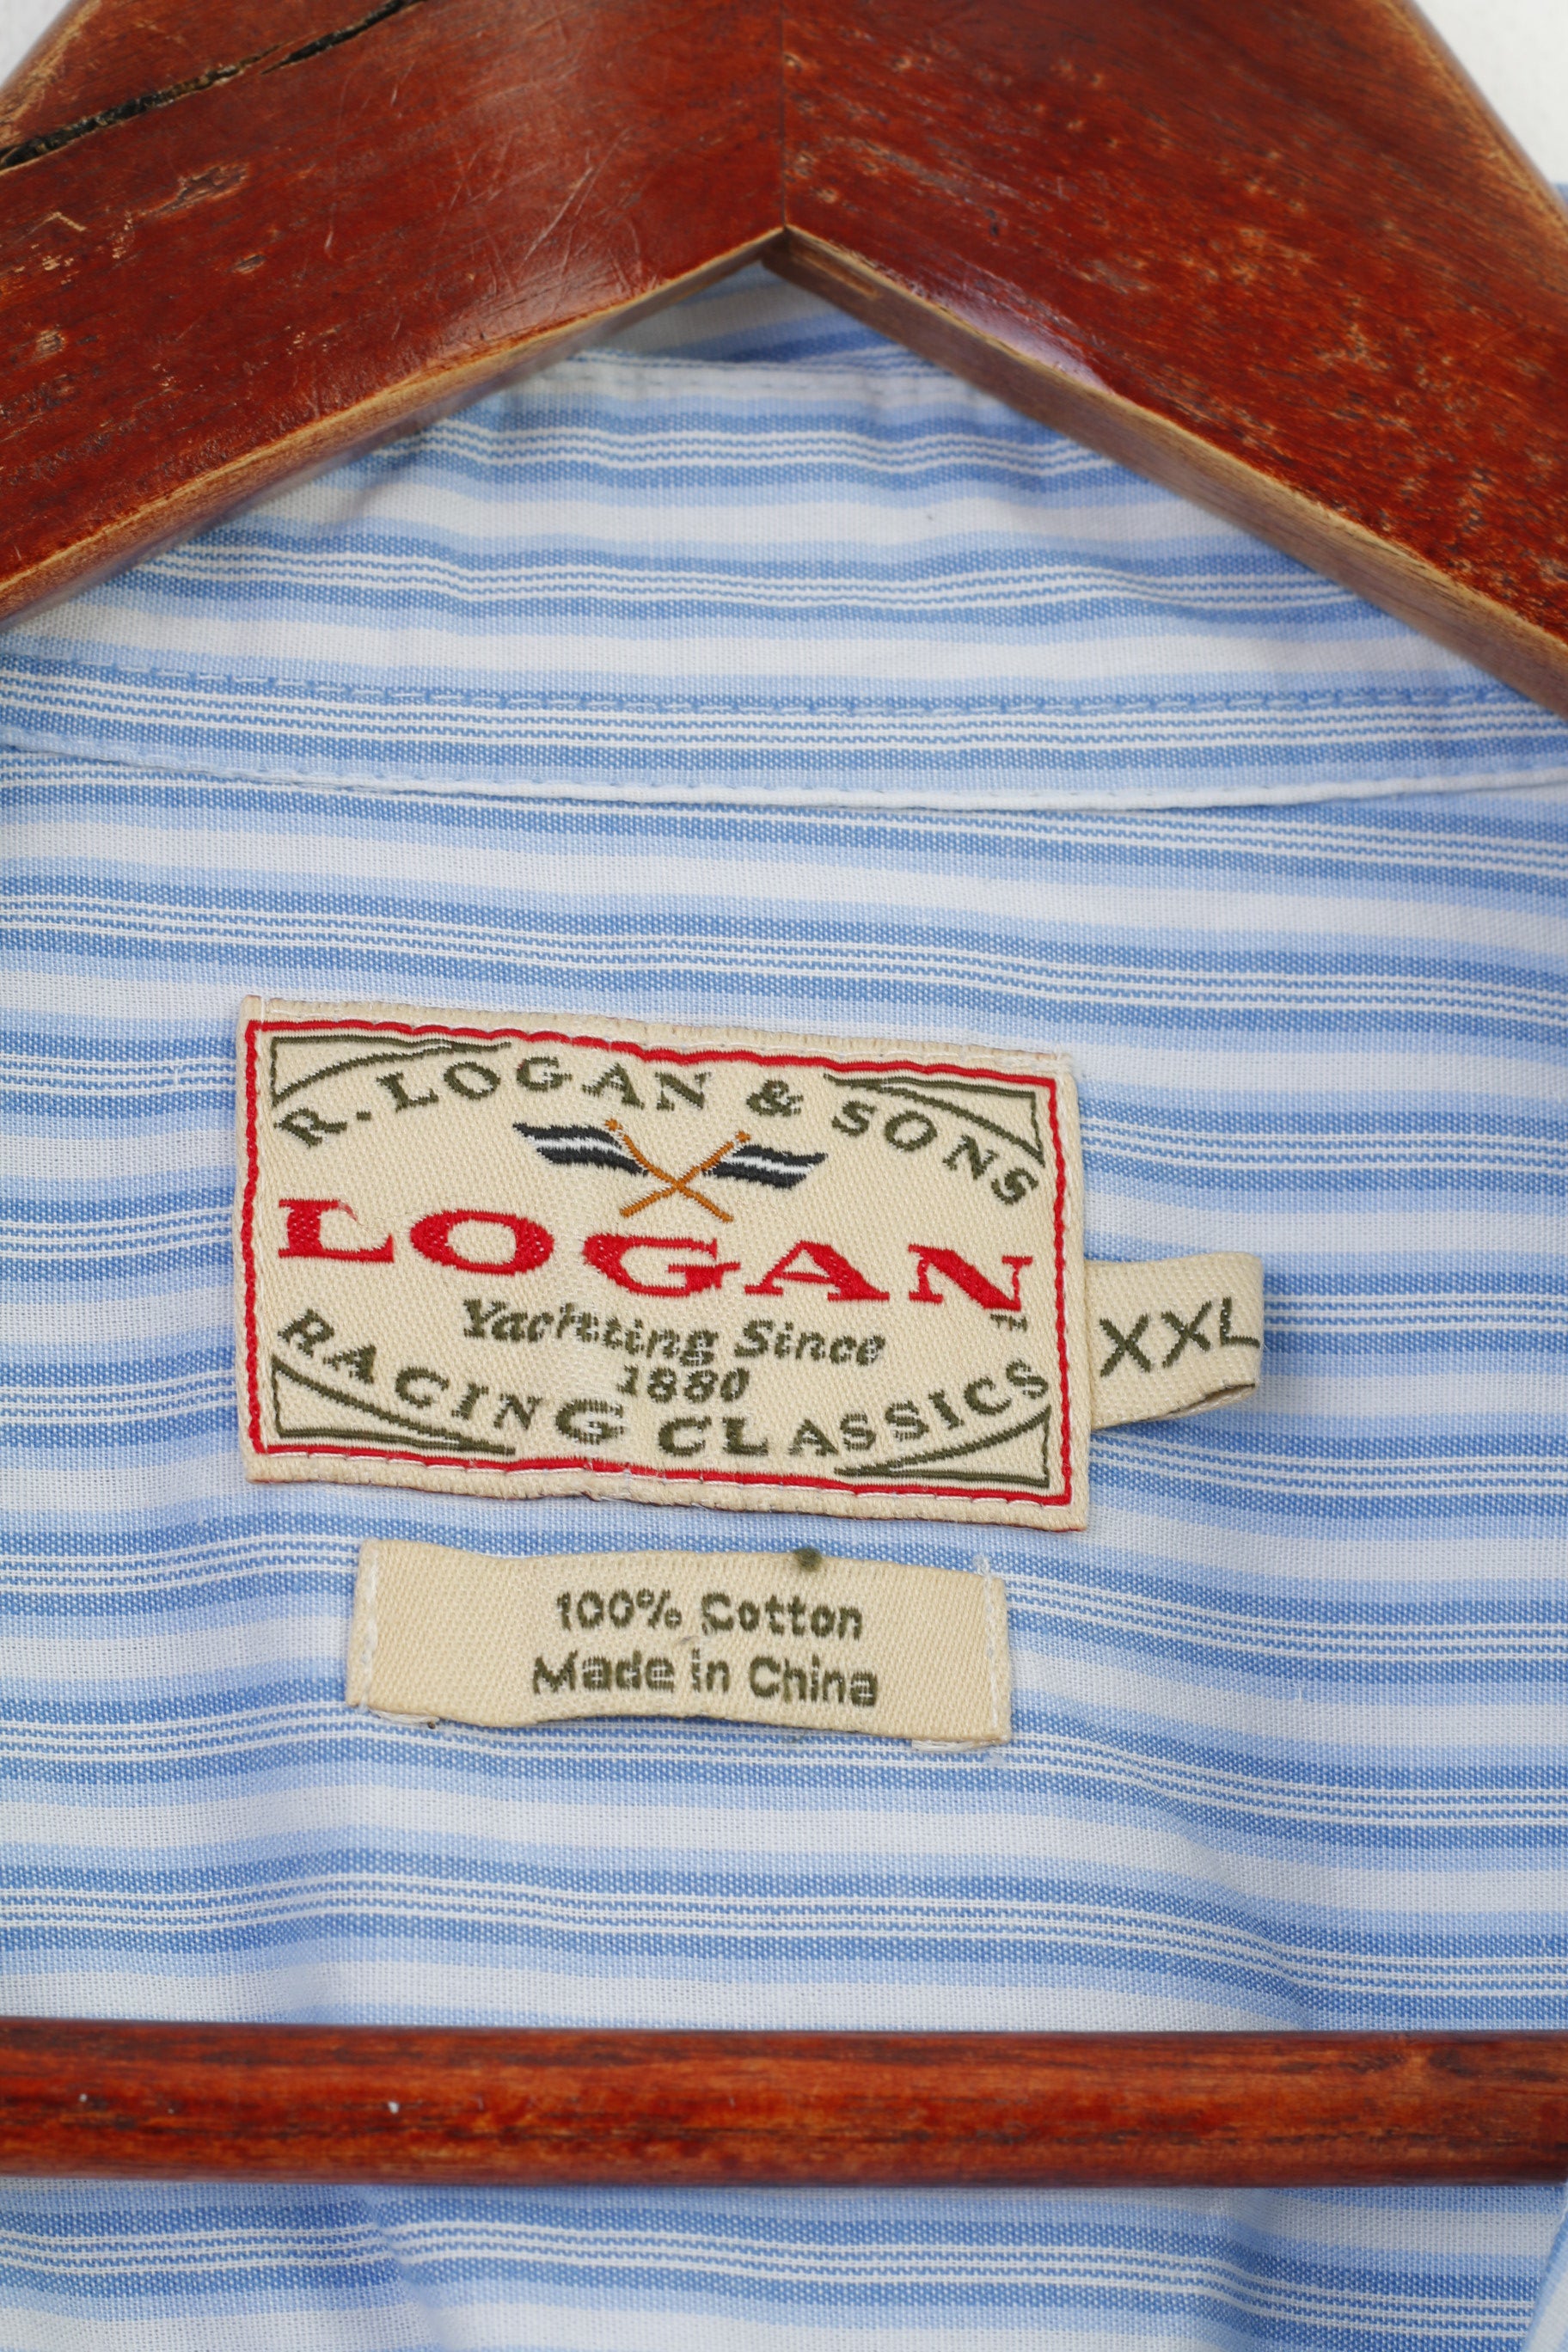 R. LOGAN & SONS
LOGAN
Yachting Since
1880
RACING CLASSICS
XXL
100% Cotton
Made in China